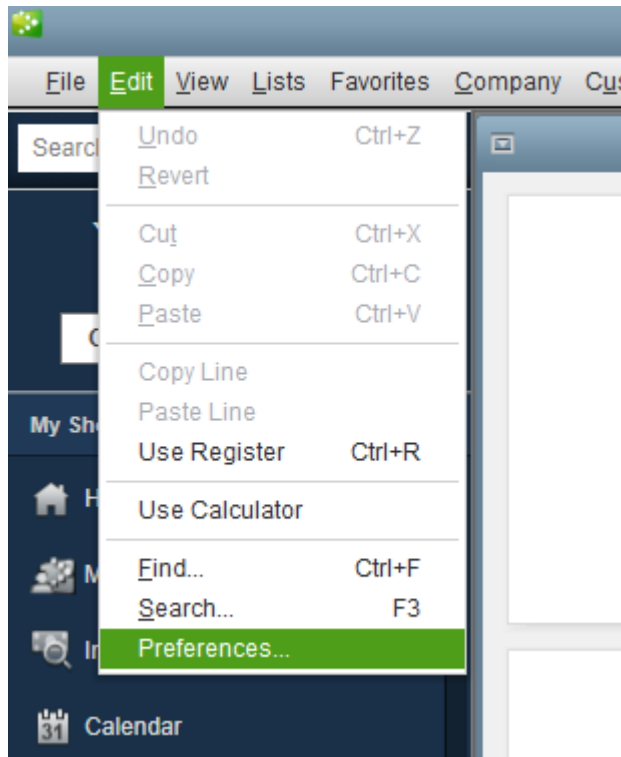 File Edit View Lists Favorites Company
Undo Ctrl+Z
Revert
Cut Ctrl+X
Copy Ctrl+C
Paste Ctrl+V
Copy Line
Paste Line
My
Use Register Ctrl+R
Use Calculator
Find... Ctrl+F
Search... F3
Preferences...
31
Calendar